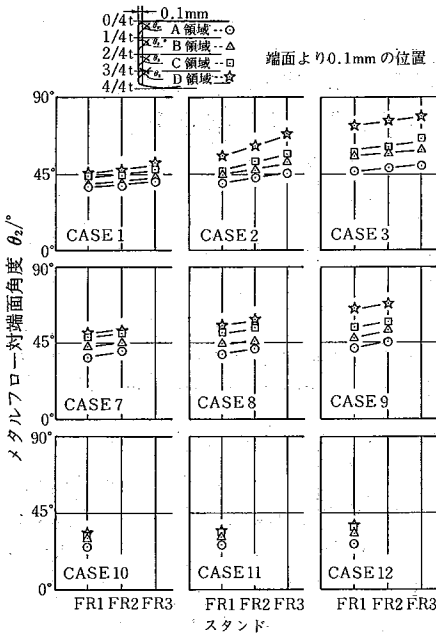 0.1mm
0/4t
1/4t
2/4t
3/4t
4/4t
A 領域
B 領域
C 領域
D 領域
端面より0.1mmの位置
メタルフロー対端面角度 θ₂/°
90°
45°
0°
CASE 1
CASE 2
CASE 3
90°
45°
0°
CASE 7
CASE 8
CASE 9
90°
45°
0°
CASE 10
CASE 11
CASE 12
FR1 FR2 FR3
FR1 FR2 FR3
FR1 FR2 FR3
スタンド